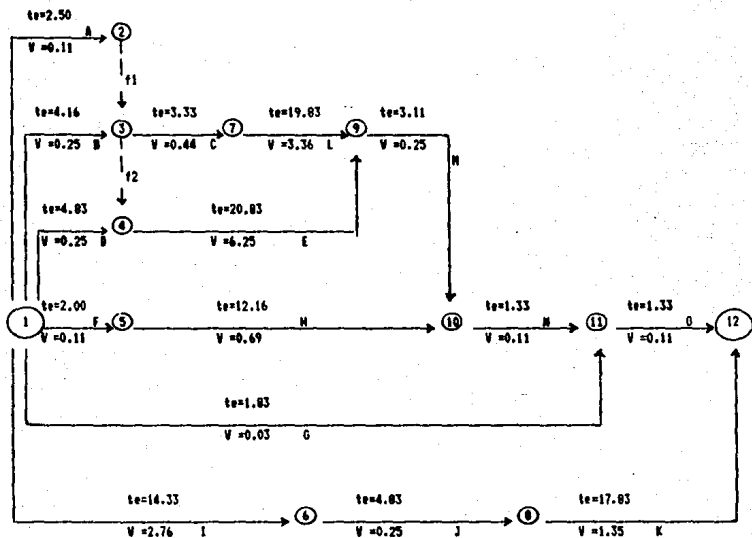 te=2.50
A
2
V =0.11
f1
te=4.16
te=3.33
te=19.83
te=3.11
3
7
9
V =0.25 B
V =0.44 C
V =3.36 L
V =0.25
M
f2
te=4.83
te=20.83
4
V =0.25 D
V =6.25 E
te=2.00
te=12.16
te=1.33
te=1.33
1
F
5
H
10
N
11
O
12
V =0.11
V =0.69
V =0.11
V =0.11
te=1.83
V =0.03 G
te=14.33
te=4.83
te=17.83
6
8
V =2.76 I
V =0.25 J
V =1.35 K